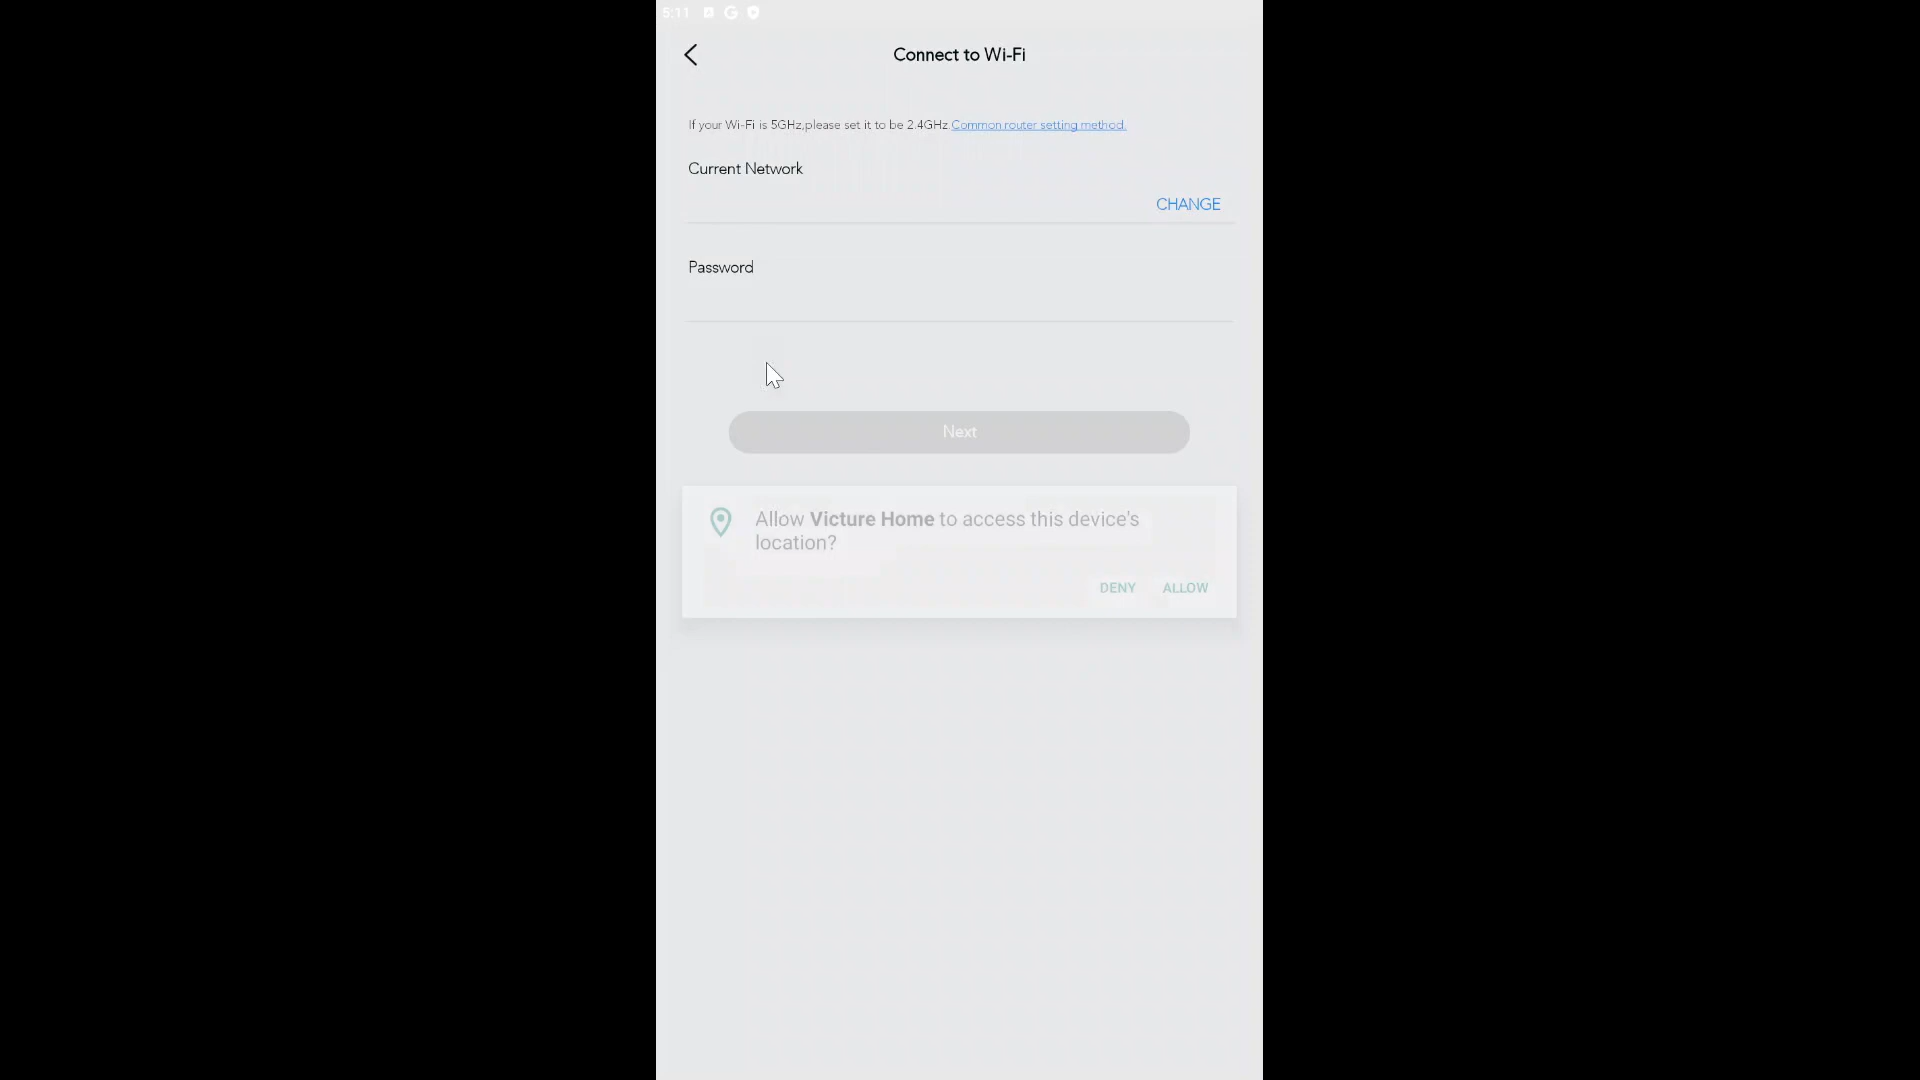 5:11
Connect to Wi-Fi
If your Wi-Fi is 5GHz,please set it to be 2.4GHz.Common router setting method.
Current Network
CHANGE
Password
Next
Allow Victure Home to access this device's
location?
DENY ALLOW